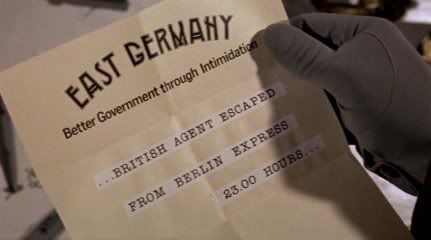 EAST GERMANY
Better Government through Intimidation
...BRITISH AGENT ESCAPED
FROM BERLIN EXPRESS
23.00 HOURS...